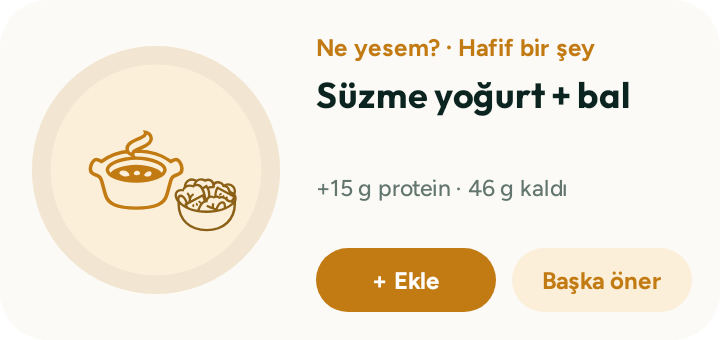 Ne yesem? · Hafif bir şey
Süzme yoğurt + bal
+15 g protein · 46 g kaldı
+ Ekle
Başka öner